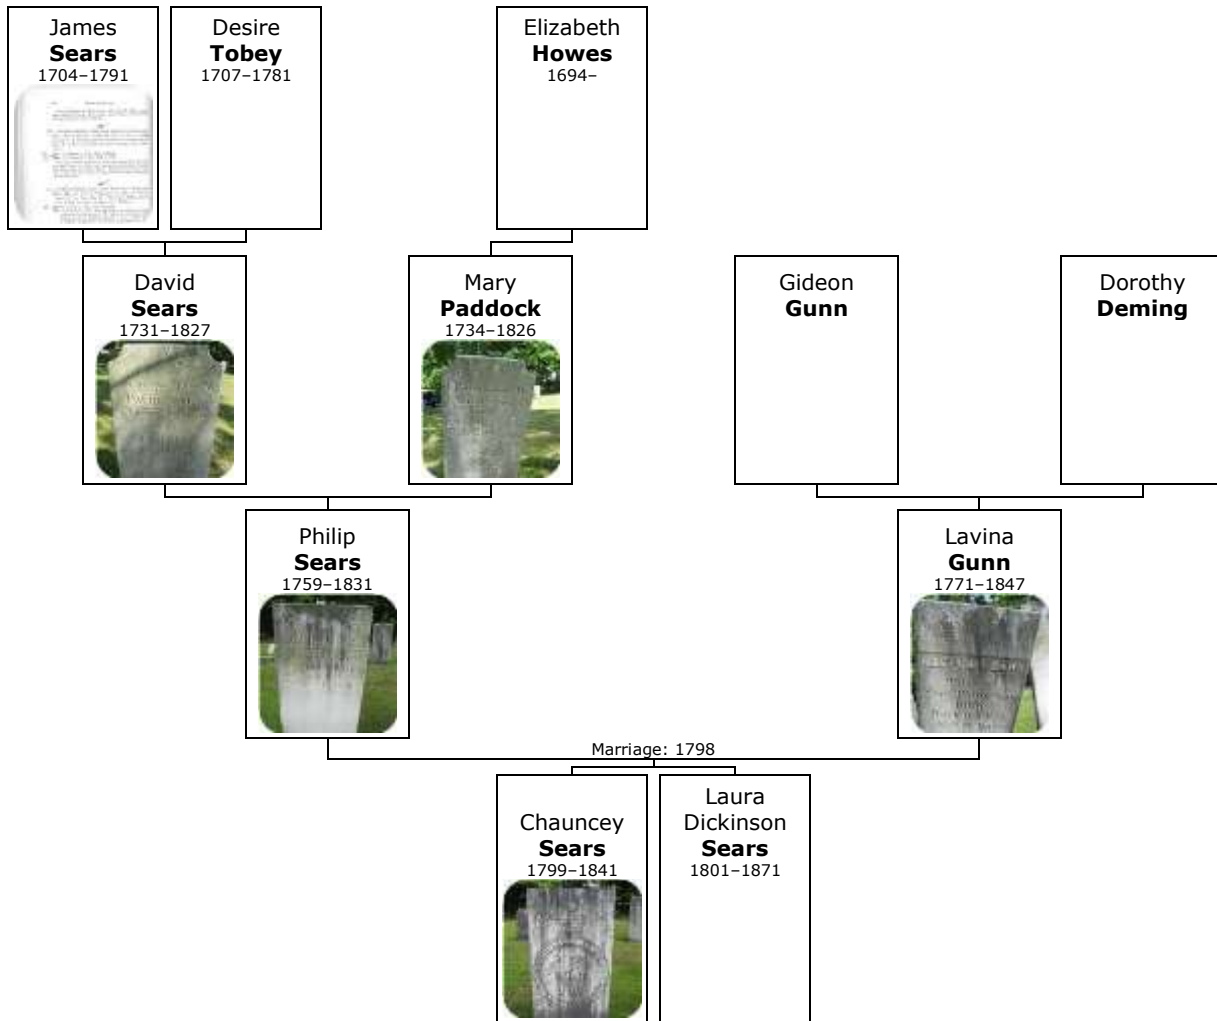 James
Sears
1704–1791
Desire
Tobey
1707–1781
Elizabeth
Howes
1694–
David
Sears
1731–1827
Mary
Paddock
1734–1826
Gideon
Gunn
Dorothy
Deming
Philip
Sears
1759–1831
Lavina
Gunn
1771–1847
Marriage: 1798
Chauncey
Sears
1799–1841
Laura
Dickinson
Sears
1801–1871